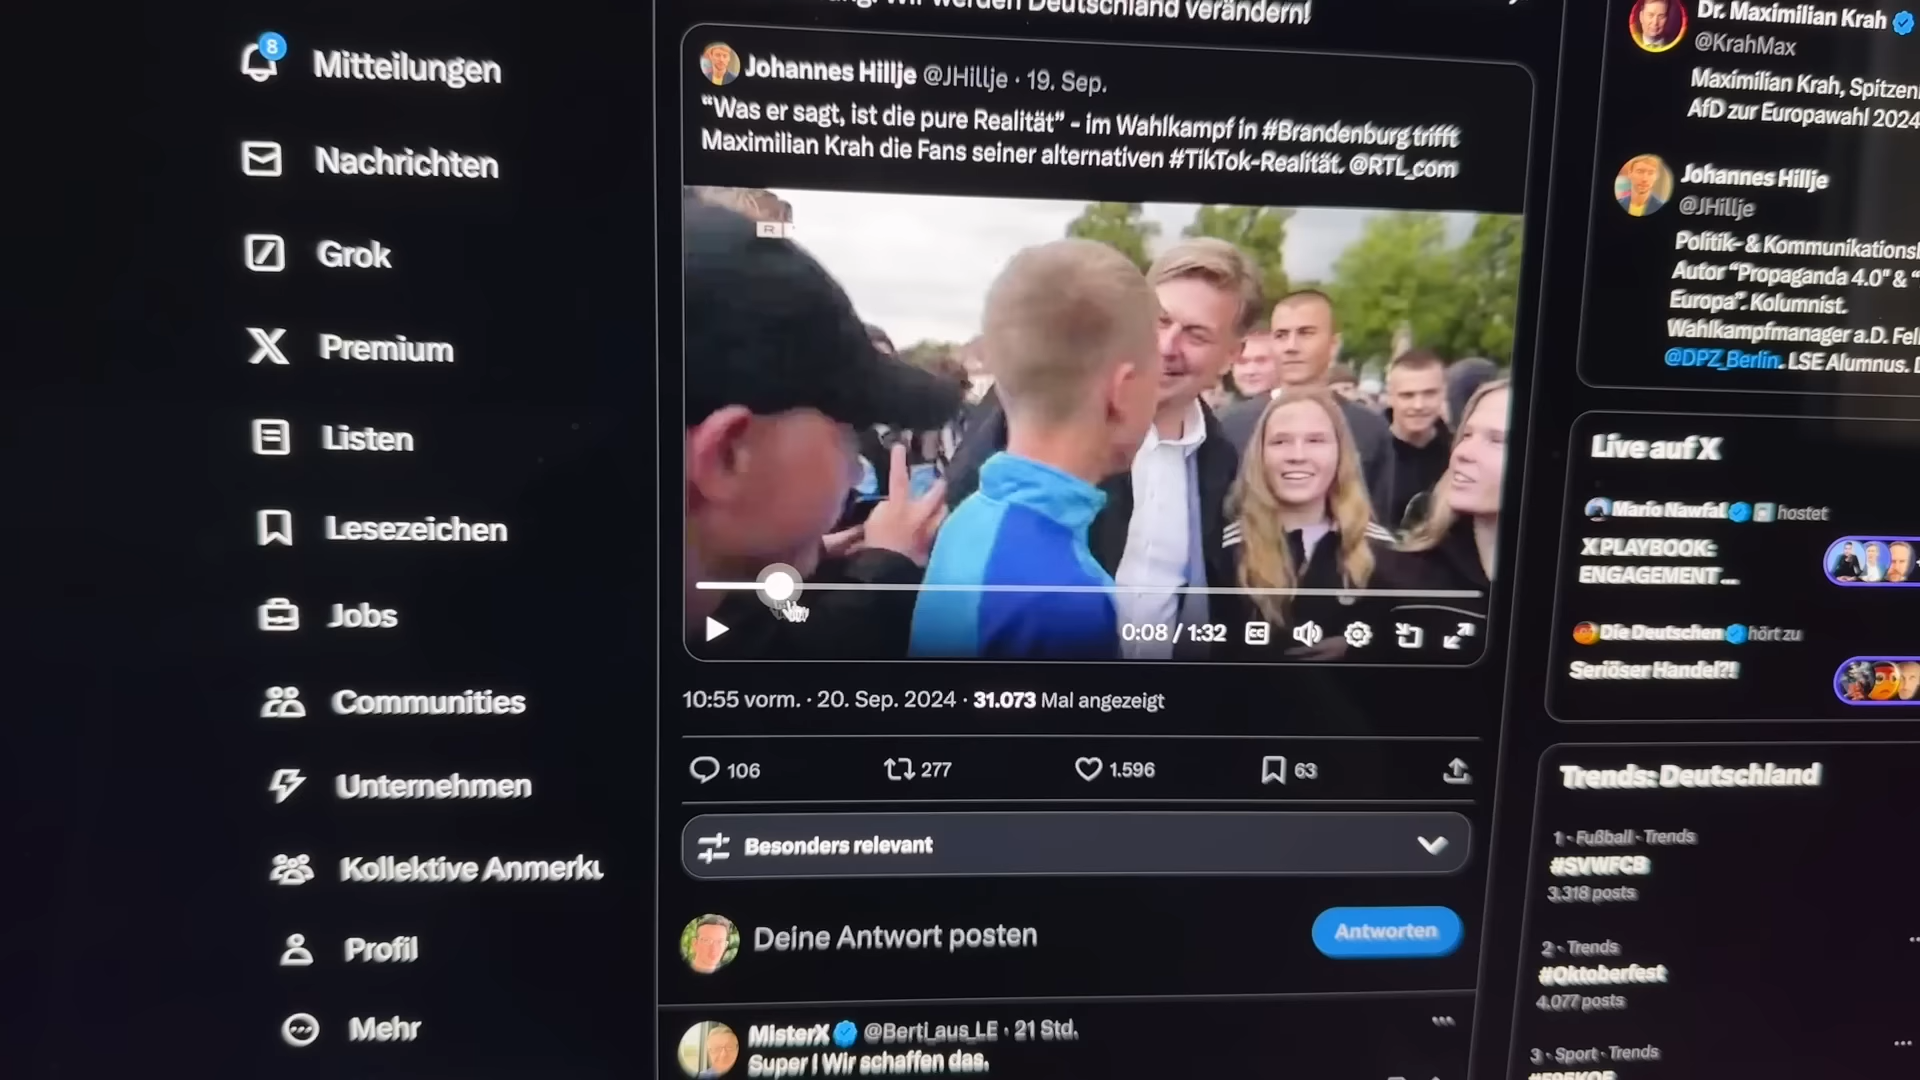 Wir werden Deutschland verändern!
8
Mitteilungen
Nachrichten
Grok
Premium
Listen
Lesezeichen
Jobs
Communities
Unternehmen
Kollektive Anmerku
Profil
Mehr
Johannes Hillje @JHillje · 19. Sep.
“Was er sagt, ist die pure Realität” - im Wahlkampf in #Brandenburg trifft
Maximilian Krah die Fans seiner alternativen #TikTok-Realität. @RTL_com
R
0:08 / 1:32
CC
10:55 vorm. · 20. Sep. 2024 · 31.073 Mal angezeigt
106
277
1.596
63
Besonders relevant
Deine Antwort posten
Antworten
MisterX @Berti_aus_LE · 21 Std.
Super ! Wir schaffen das.
Dr. Maximilian Krah
@KrahMax
Maximilian Krah, Spitzen
AfD zur Europawahl 2024
Johannes Hillje
@JHillje
Politik- & Kommunikations
Autor “Propaganda 4.0” & “
Europa”. Kolumnist.
Wahlkampfmanager a.D. Fel
@DPZ_Berlin. LSE Alumnus.
Live auf X
Mario Nawfal hostet
X PLAYBOOK:
ENGAGEMENT ...
Die Deutschen hört zu
Seriöser Handel?!
Trends: Deutschland
1 · Fußball · Trends
#SVWFCB
3.318 posts
2 · Trends
#Oktoberfest
4.077 posts
3 · Sport · Trends